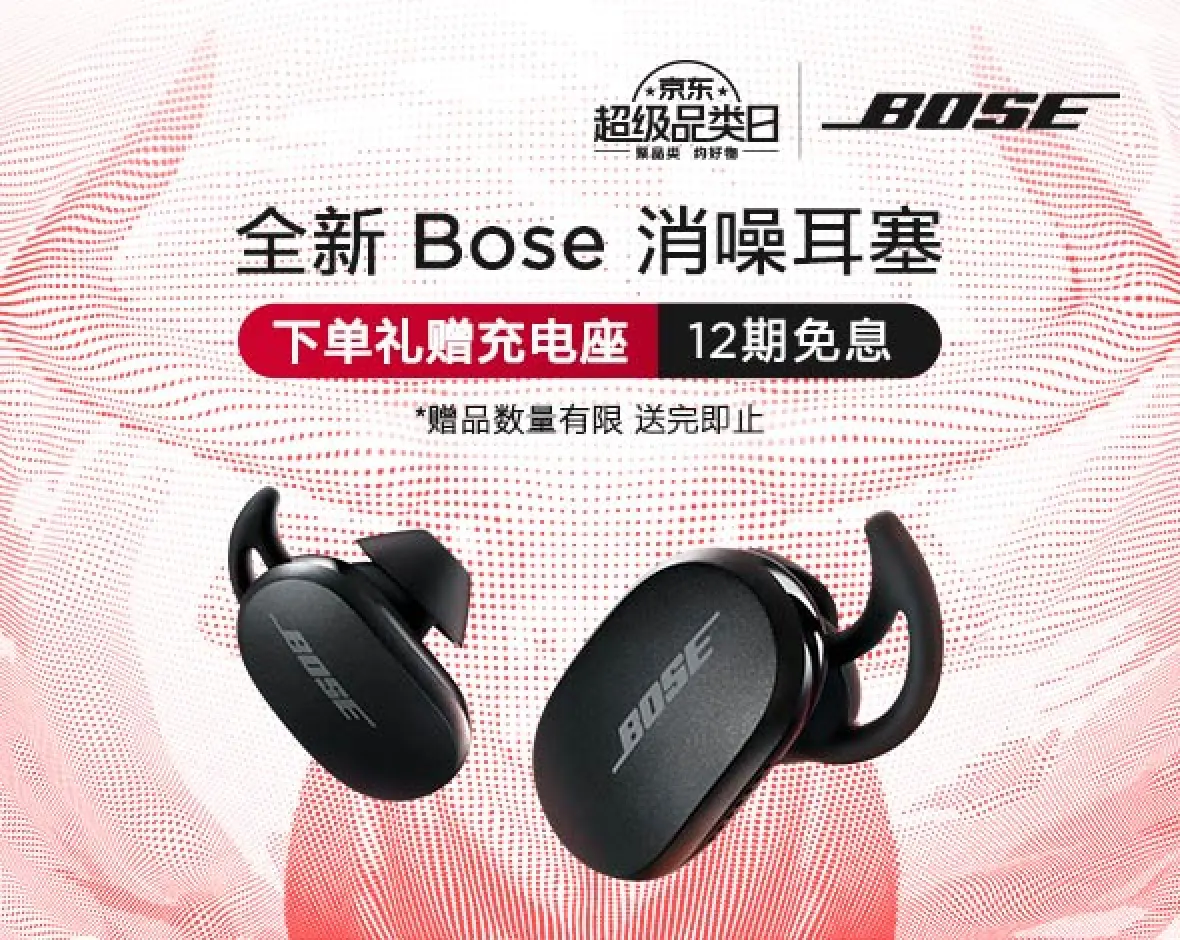 京东
超级品类日
聚品类 约好物
BOSE
全新 Bose 消噪耳塞
下单礼赠充电座
12期免息
*赠品数量有限 送完即止
BOSE
BOSE